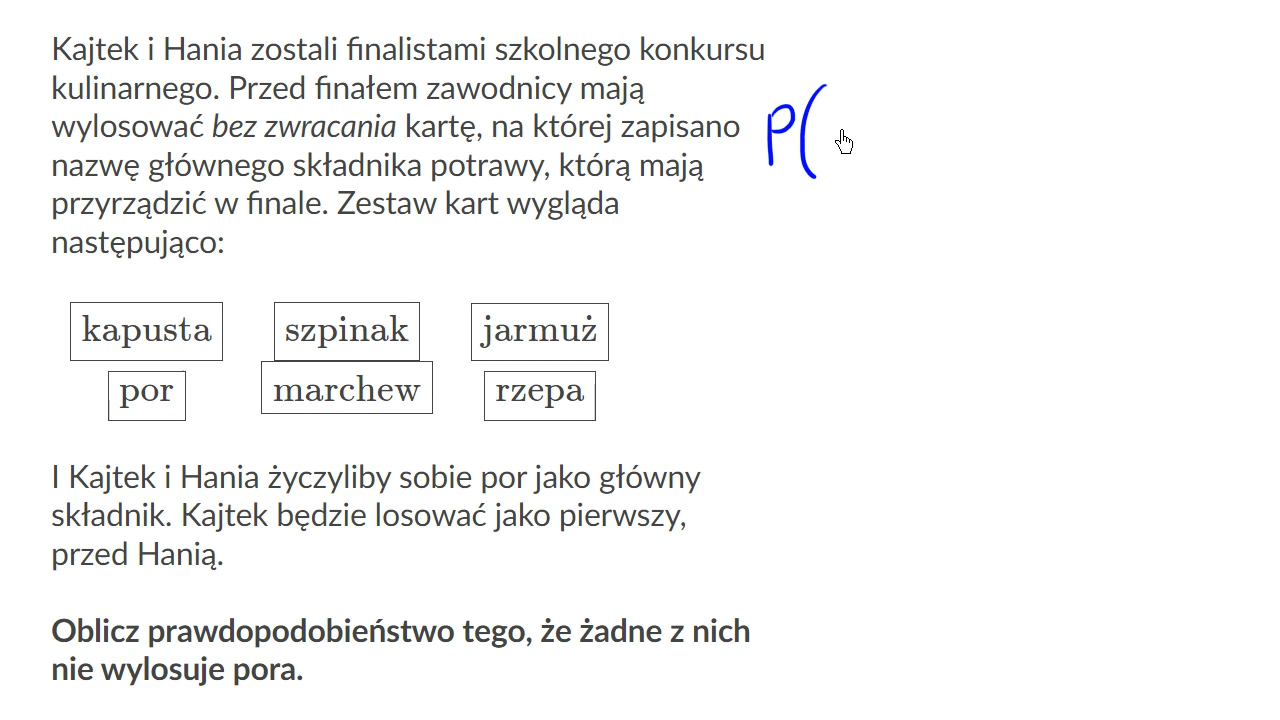 Kajtek i Hania zostali finalistami szkolnego konkursu
kulinarnego. Przed finałem zawodnicy mają
wylosować bez zwracania kartę, na której zapisano
nazwę głównego składnika potrawy, którą mają
przyrządzić w finale. Zestaw kart wygląda
następująco:
P(
kapusta szpinak jarmuż
por marchew rzepa
I Kajtek i Hania życzyliby sobie por jako główny
składnik. Kajtek będzie losować jako pierwszy,
przed Hanią.
Oblicz prawdopodobieństwo tego, że żadne z nich
nie wylosuje pora.